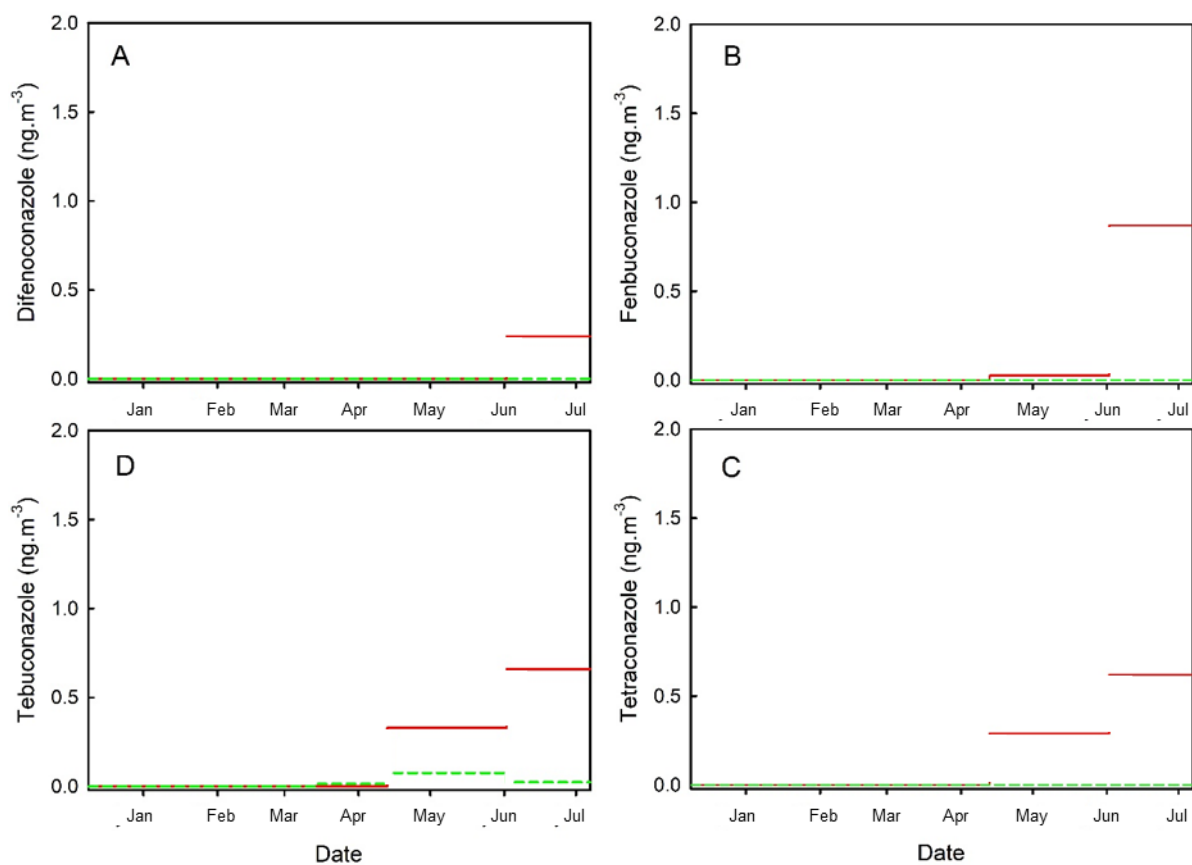 A
Difenoconazole (ng.m-3)
2.0
1.5
1.0
0.5
0.0
Jan Feb Mar Apr May Jun Jul
B
Fenbuconazole (ng.m-3)
2.0
1.5
1.0
0.5
0.0
Jan Feb Mar Apr May Jun Jul
D
Tebuconazole (ng.m-3)
2.0
1.5
1.0
0.5
0.0
Jan Feb Mar Apr May Jun Jul
Date
C
Tetraconazole (ng.m-3)
2.0
1.5
1.0
0.5
0.0
Jan Feb Mar Apr May Jun Jul
Date